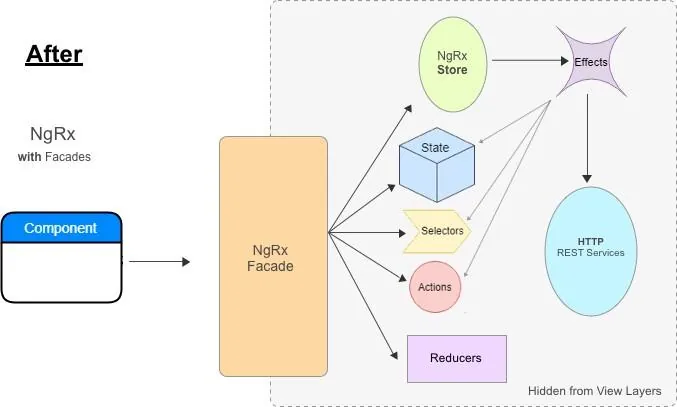 After
NgRx
with Facades
Component
NgRx
Facade
NgRx
Store
Effects
State
Selectors
Actions
Reducers
HTTP
REST Services
Hidden from View Layers